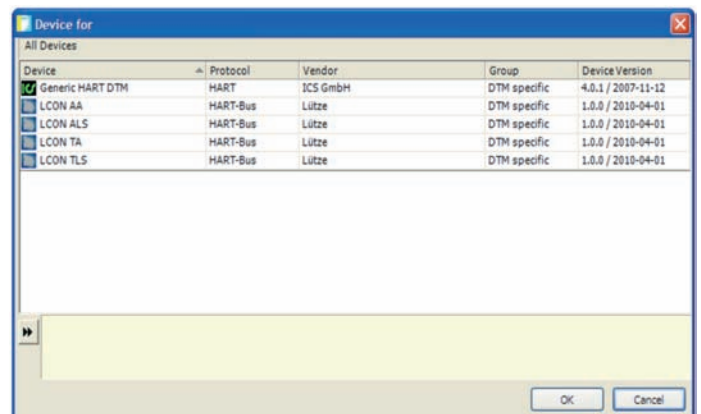 Device for
All Devices
Device Protocol Vendor Group Device Version
Generic HART DTM HART ICS GmbH DTM specific 4.0.1 / 2007-11-12
LCON AA HART-Bus Lütze DTM specific 1.0.0 / 2010-04-01
LCON ALS HART-Bus Lütze DTM specific 1.0.0 / 2010-04-01
LCON TA HART-Bus Lütze DTM specific 1.0.0 / 2010-04-01
LCON TLS HART-Bus Lütze DTM specific 1.0.0 / 2010-04-01
OK Cancel